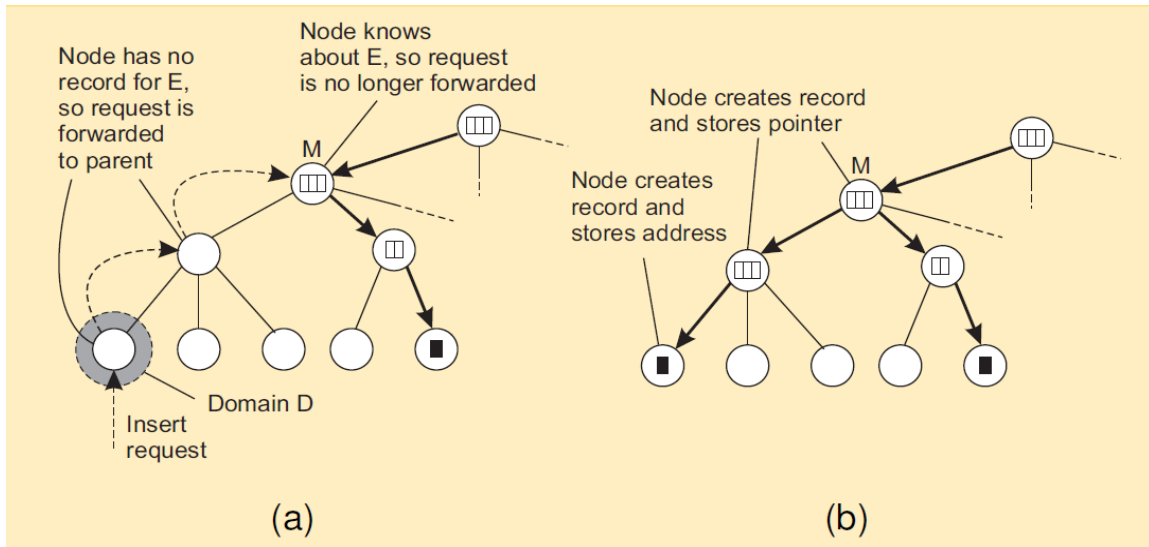 Node has no
record for E,
so request is
forwarded
to parent
Node knows
about E, so request
is no longer forwarded
M
Domain D
Insert
request
(a)
Node creates record
and stores pointer
M
Node creates
record and
stores address
(b)